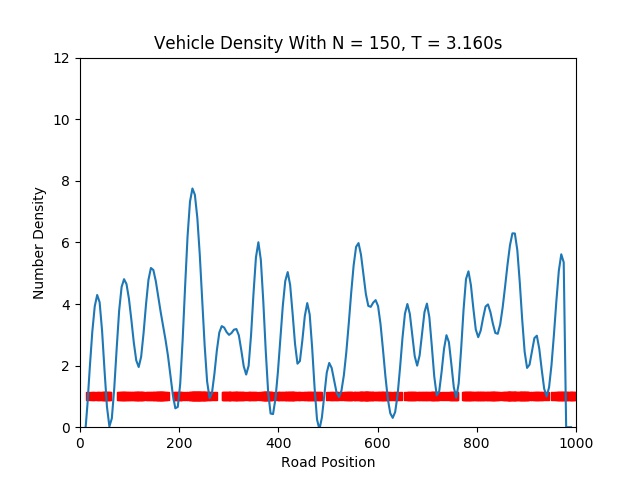 Vehicle Density With N = 150, T = 3.160s
12
10
8
6
4
2
0
Number Density
0 200 400 600 800 1000
Road Position